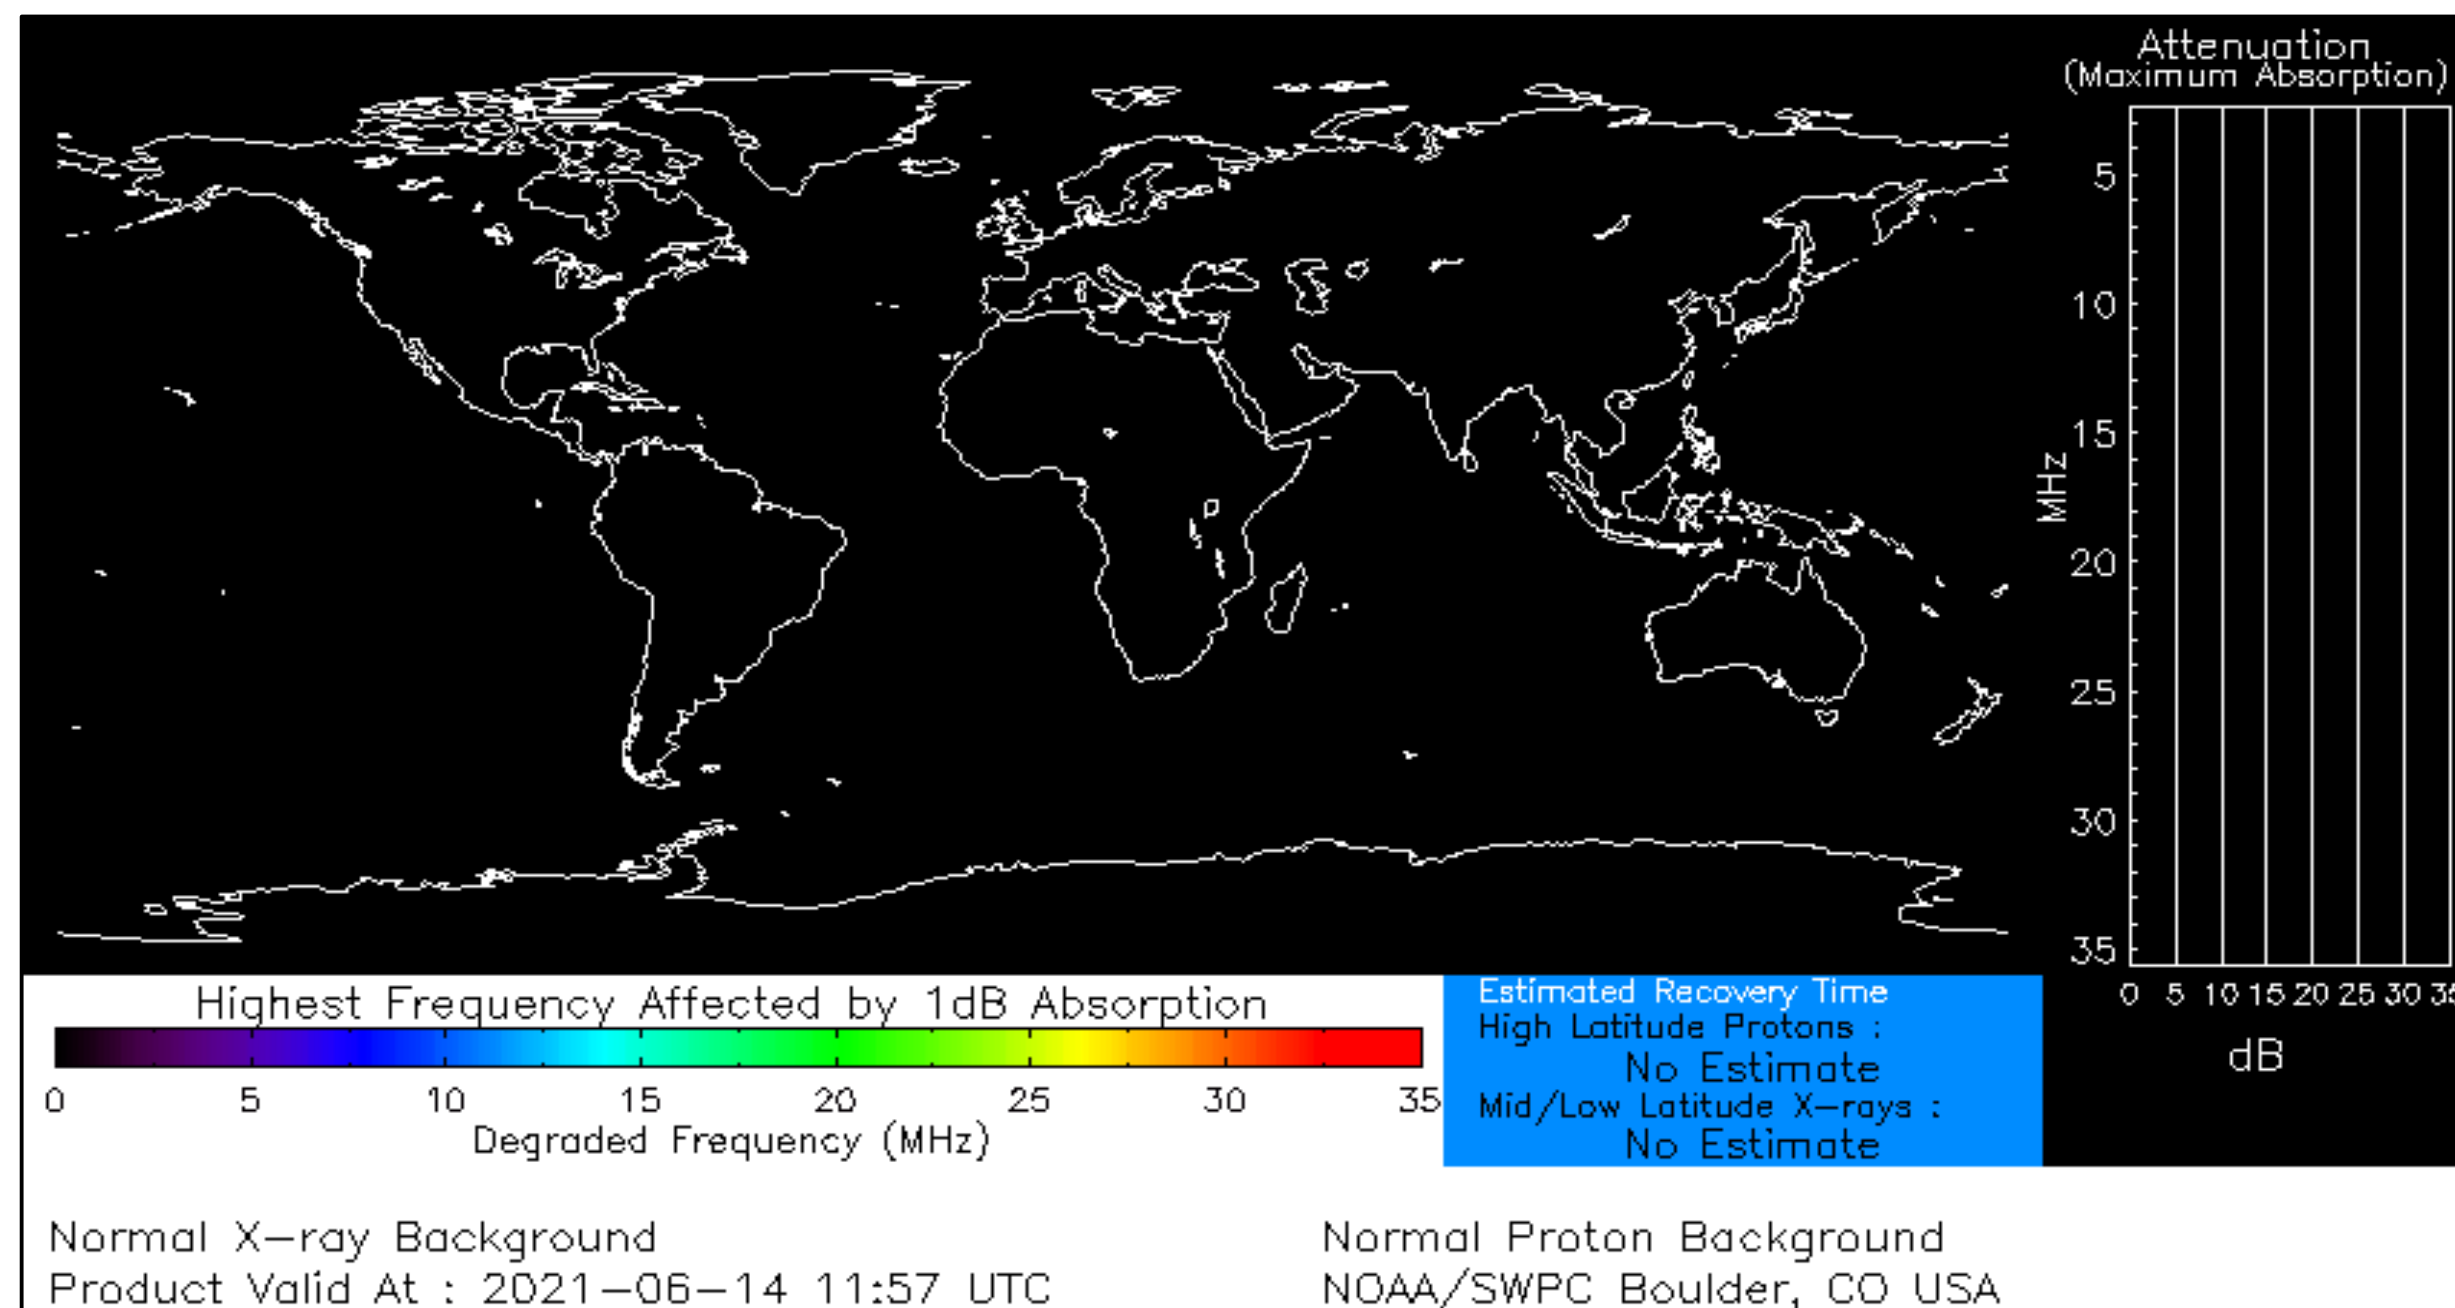 Attenuation
(Maximum Absorption)
5
10
15
20
25
30
35
MHz
0 5 10 15 20 25 30 35
dB
Highest Frequency Affected by 1dB Absorption
0 5 10 15 20 25 30 35
Degraded Frequency (MHz)
Estimated Recovery Time
High Latitude Protons :
No Estimate
Mid/Low Latitude X-rays :
No Estimate
Normal X-ray Background
Normal Proton Background
Product Valid At : 2021-06-14 11:57 UTC
NOAA/SWPC Boulder, CO USA